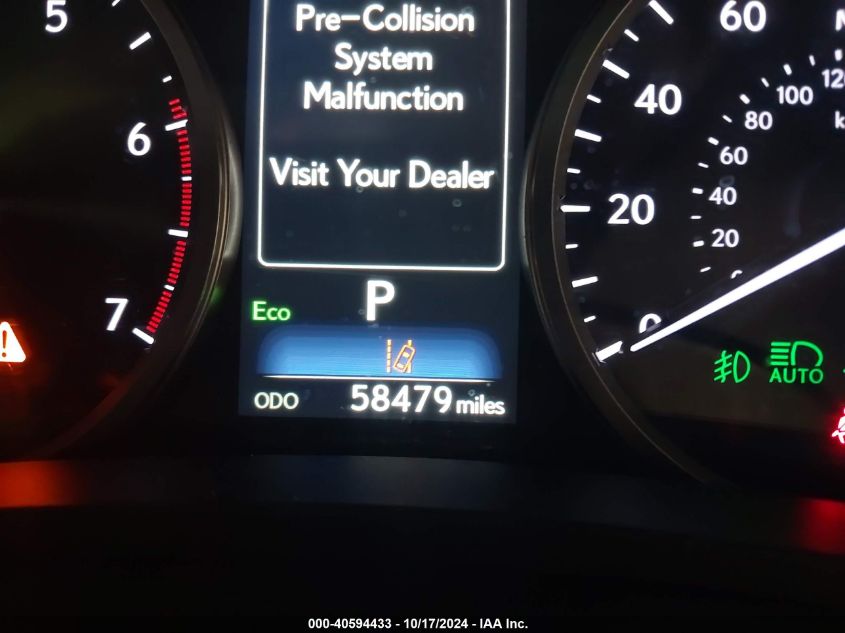 5
6
7
Pre-Collision
System
Malfunction
Visit Your Dealer
Eco
P
ODO 58479 miles
60
40
20
0
120
100
80
60
40
20
0
AUTO
000-40594433 - 10/17/2024 - IAA Inc.